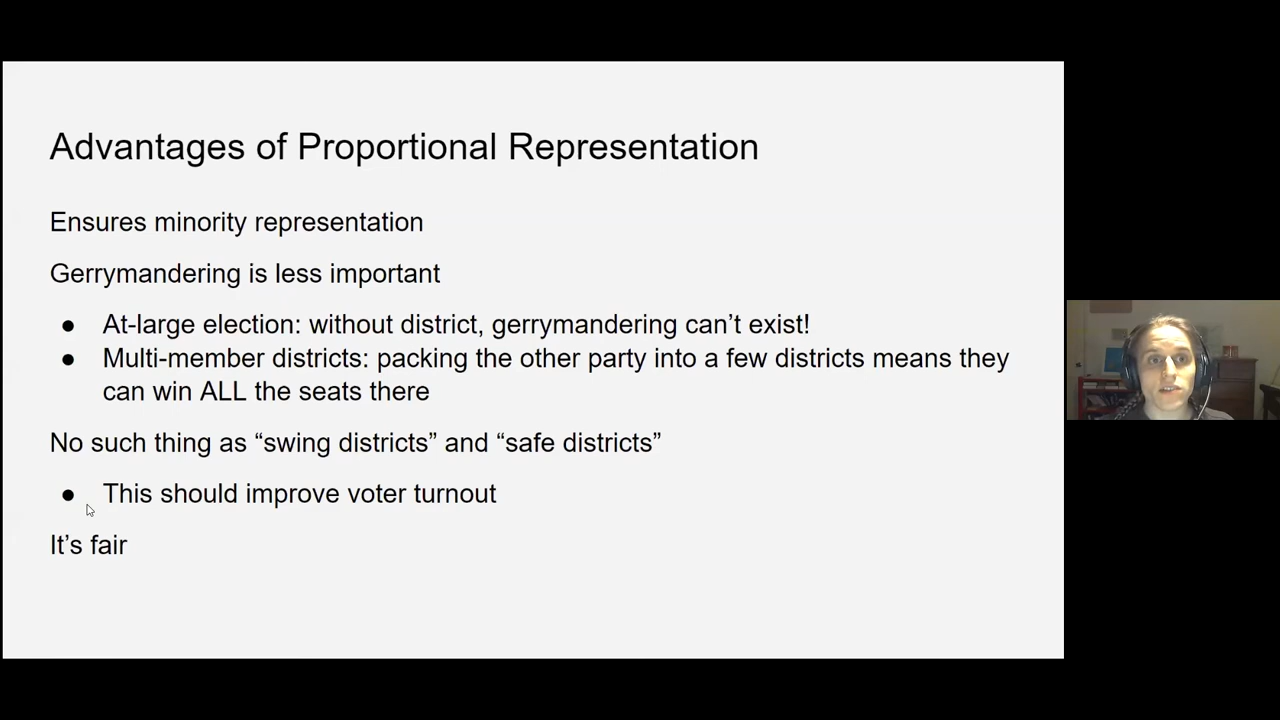 Advantages of Proportional Representation
Ensures minority representation
Gerrymandering is less important
● At-large election: without district, gerrymandering can’t exist!
● Multi-member districts: packing the other party into a few districts means they
can win ALL the seats there
No such thing as “swing districts” and “safe districts”
● This should improve voter turnout
It’s fair